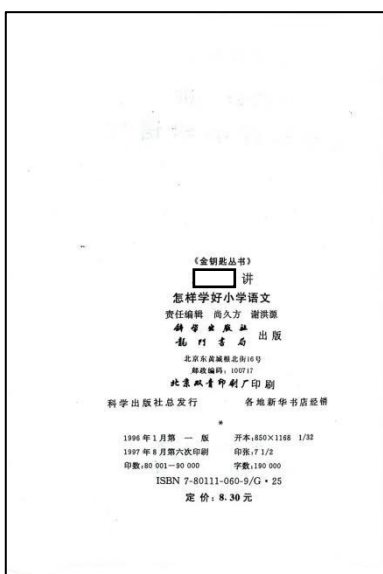 《金钥匙丛书》
讲
怎样学好小学语文
责任编辑 尚久方 谢洪源
科学出版社
龙门书局 出版
北京东黄城根北街16号
邮政编码：100717
北京双青印刷厂印刷
科学出版社总发行 各地新华书店经销
*
1996年1月第一版 开本：850×1168 1/32
1997年8月第六次印刷 印张：7 1/2
印数：80 001—90 000 字数：190 000
ISBN 7-80111-060-9/G·25
定价：8.30元